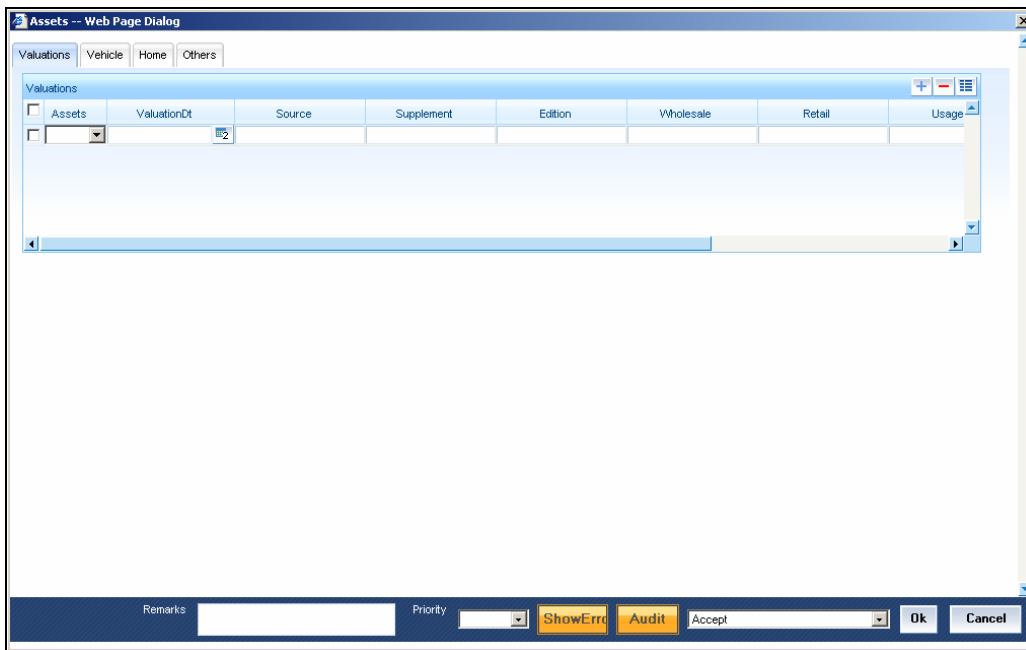 Assets -- Web Page Dialog
Valuations Vehicle Home Others
Valuations
Assets ValuationDt Source Supplement Edition Wholesale Retail Usage
2
Remarks Priority ShowErro Audit Accept Ok Cancel